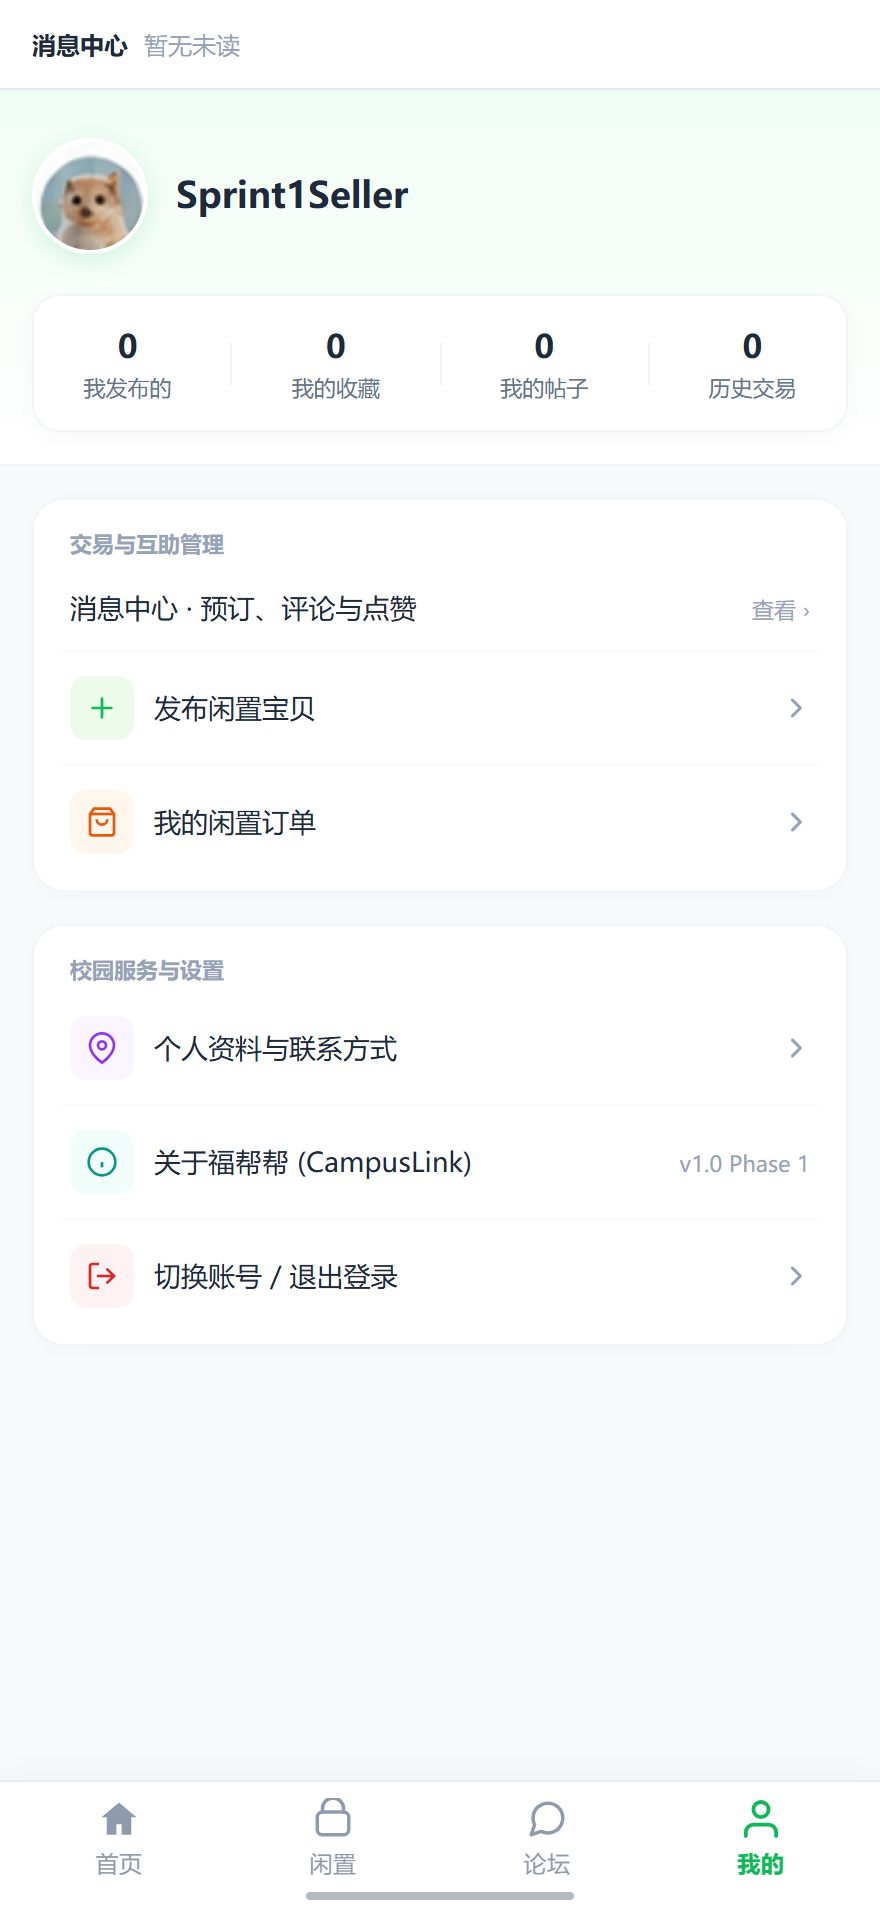 消息中心 暂无未读
Sprint1Seller
0 0 0 0
我发布的 我的收藏 我的帖子 历史交易
交易与互助管理
消息中心 · 预订、评论与点赞 查看 ›
发布闲置宝贝
我的闲置订单
校园服务与设置
个人资料与联系方式
关于福帮帮 (CampusLink) v1.0 Phase 1
切换账号 / 退出登录
首页 闲置 论坛 我的